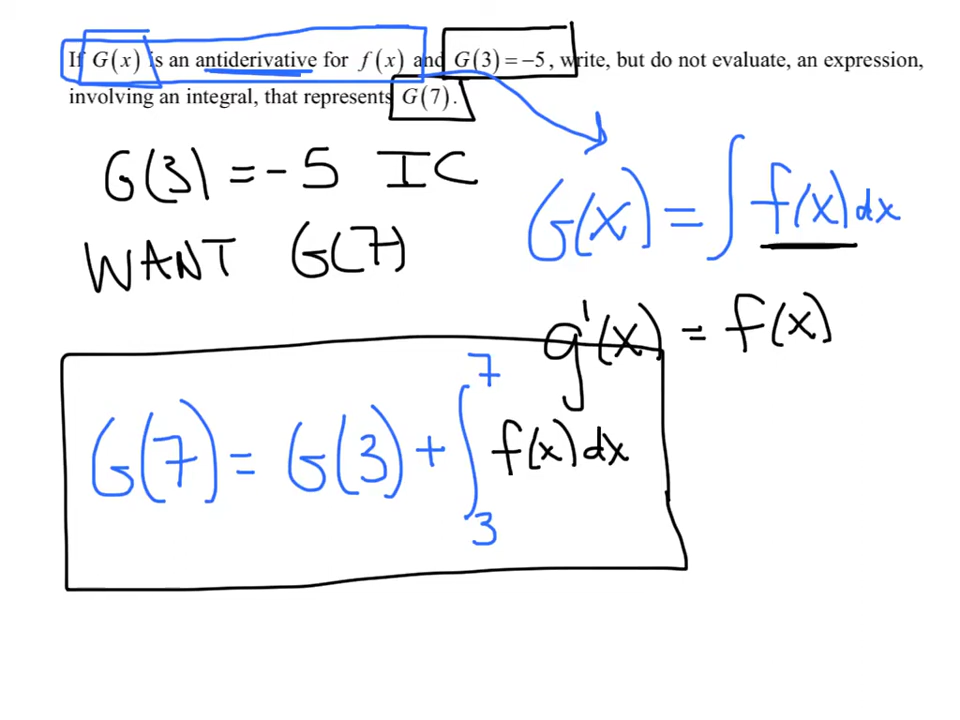 If G(x) is an antiderivative for f(x) and G(3) = −5, write, but do not evaluate, an expression,
involving an integral, that represents G(7).
G(3) = -5 IC
WANT G(7)
G(x) = ∫ f(x) dx
g'(x) = f(x)
G(7) = G(3) + ∫₃⁷ f(x) dx